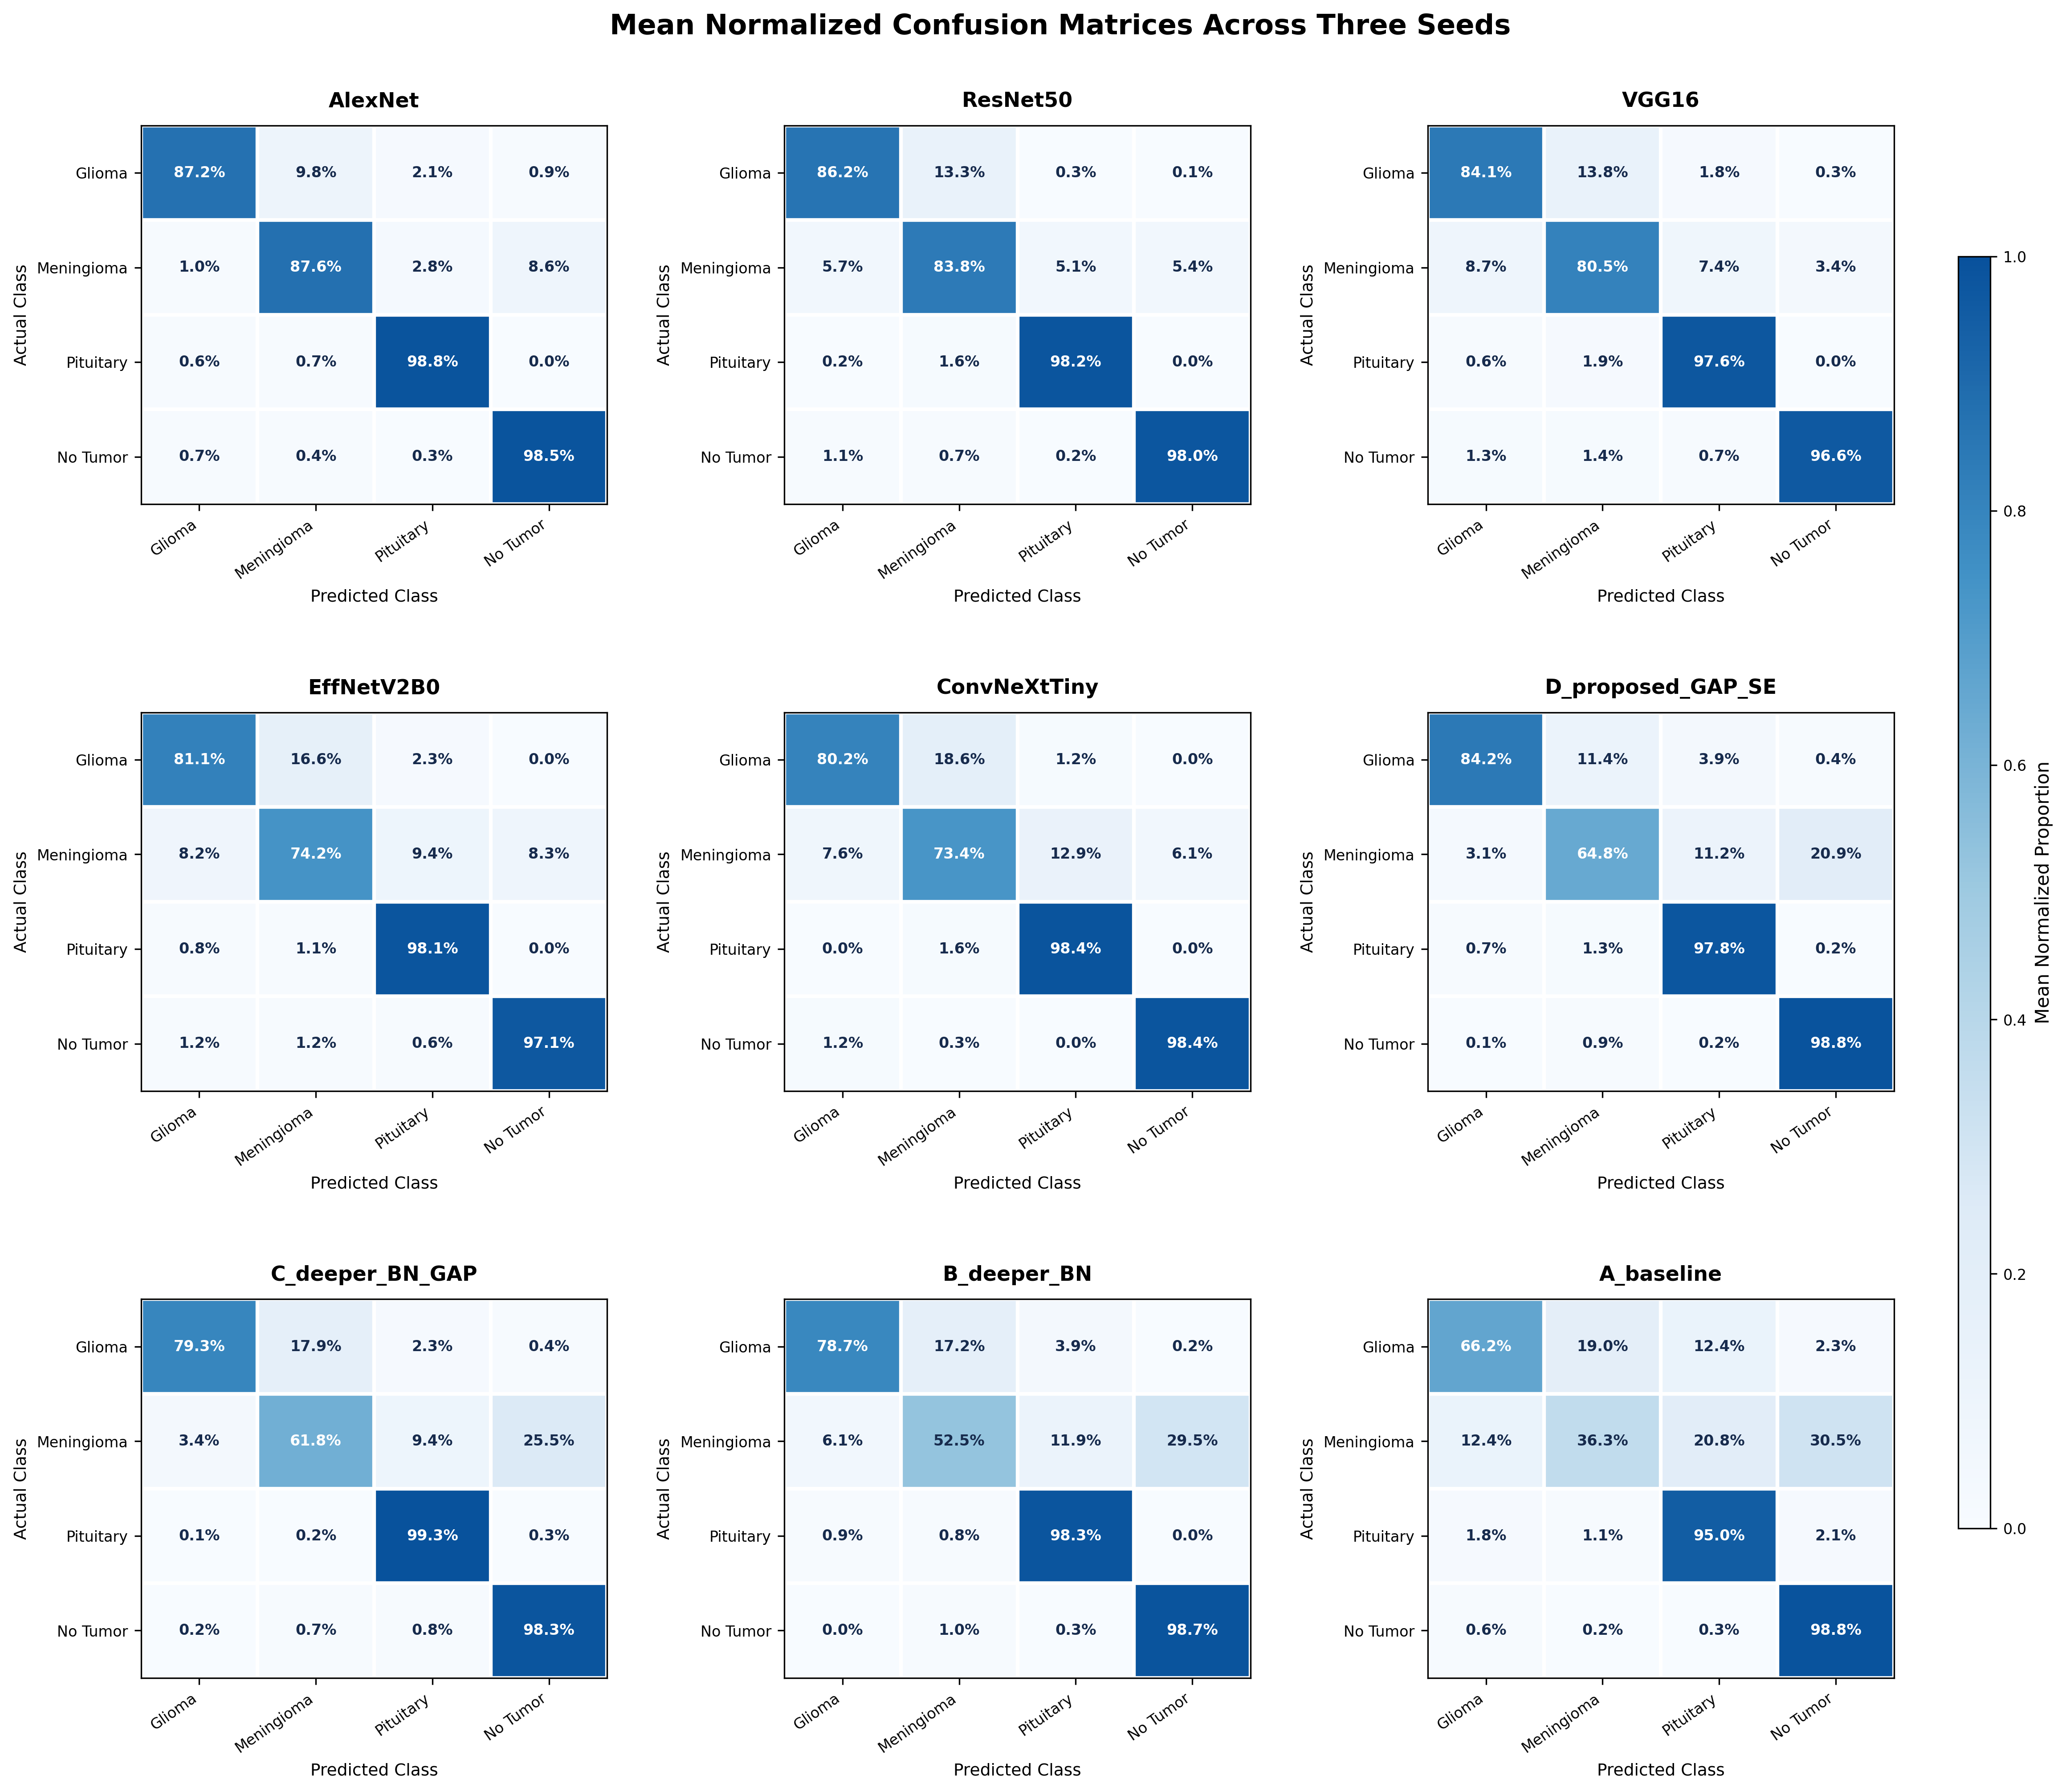 Mean Normalized Confusion Matrices Across Three Seeds
AlexNet
Actual Class
Glioma 87.2% 9.8% 2.1% 0.9%
Meningioma 1.0% 87.6% 2.8% 8.6%
Pituitary 0.6% 0.7% 98.8% 0.0%
No Tumor 0.7% 0.4% 0.3% 98.5%
Glioma Meningioma Pituitary No Tumor
Predicted Class
ResNet50
Actual Class
Glioma 86.2% 13.3% 0.3% 0.1%
Meningioma 5.7% 83.8% 5.1% 5.4%
Pituitary 0.2% 1.6% 98.2% 0.0%
No Tumor 1.1% 0.7% 0.2% 98.0%
Glioma Meningioma Pituitary No Tumor
Predicted Class
VGG16
Actual Class
Glioma 84.1% 13.8% 1.8% 0.3%
Meningioma 8.7% 80.5% 7.4% 3.4%
Pituitary 0.6% 1.9% 97.6% 0.0%
No Tumor 1.3% 1.4% 0.7% 96.6%
Glioma Meningioma Pituitary No Tumor
Predicted Class
EffNetV2B0
Actual Class
Glioma 81.1% 16.6% 2.3% 0.0%
Meningioma 8.2% 74.2% 9.4% 8.3%
Pituitary 0.8% 1.1% 98.1% 0.0%
No Tumor 1.2% 1.2% 0.6% 97.1%
Glioma Meningioma Pituitary No Tumor
Predicted Class
ConvNeXtTiny
Actual Class
Glioma 80.2% 18.6% 1.2% 0.0%
Meningioma 7.6% 73.4% 12.9% 6.1%
Pituitary 0.0% 1.6% 98.4% 0.0%
No Tumor 1.2% 0.3% 0.0% 98.4%
Glioma Meningioma Pituitary No Tumor
Predicted Class
D_proposed_GAP_SE
Actual Class
Glioma 84.2% 11.4% 3.9% 0.4%
Meningioma 3.1% 64.8% 11.2% 20.9%
Pituitary 0.7% 1.3% 97.8% 0.2%
No Tumor 0.1% 0.9% 0.2% 98.8%
Glioma Meningioma Pituitary No Tumor
Predicted Class
C_deeper_BN_GAP
Actual Class
Glioma 79.3% 17.9% 2.3% 0.4%
Meningioma 3.4% 61.8% 9.4% 25.5%
Pituitary 0.1% 0.2% 99.3% 0.3%
No Tumor 0.2% 0.7% 0.8% 98.3%
Glioma Meningioma Pituitary No Tumor
Predicted Class
B_deeper_BN
Actual Class
Glioma 78.7% 17.2% 3.9% 0.2%
Meningioma 6.1% 52.5% 11.9% 29.5%
Pituitary 0.9% 0.8% 98.3% 0.0%
No Tumor 0.0% 1.0% 0.3% 98.7%
Glioma Meningioma Pituitary No Tumor
Predicted Class
A_baseline
Actual Class
Glioma 66.2% 19.0% 12.4% 2.3%
Meningioma 12.4% 36.3% 20.8% 30.5%
Pituitary 1.8% 1.1% 95.0% 2.1%
No Tumor 0.6% 0.2% 0.3% 98.8%
Glioma Meningioma Pituitary No Tumor
Predicted Class
1.0
0.8
0.6
0.4
0.2
0.0
Mean Normalized Proportion